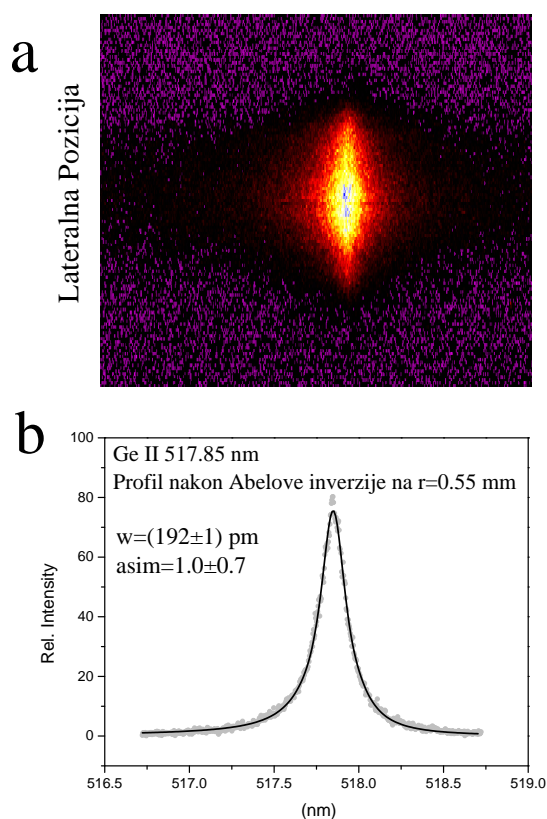 a
Lateralna Pozicija
b
Ge II 517.85 nm
Profil nakon Abelove inverzije na r=0.55 mm
w=(192±1) pm
asim=1.0±0.7
Rel. Intensity
100
80
60
40
20
0
516.5 517.0 517.5 518.0 518.5 519.0
(nm)